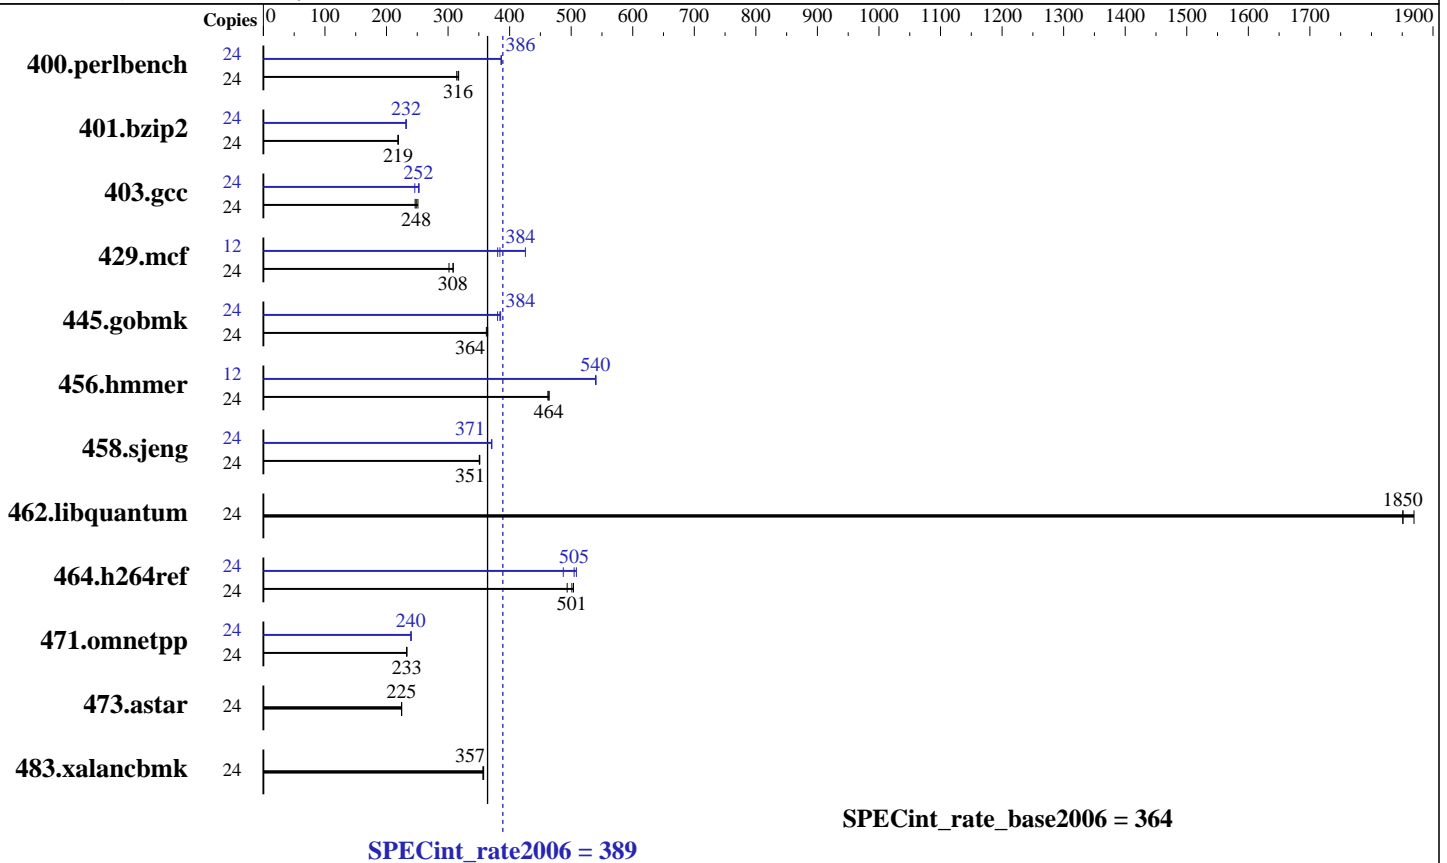 Copies 0 100 200 300 400 500 600 700 800 900 1000 1100 1200 1300 1400 1500 1600 1700 1900
400.perlbench 24 386
24 316
401.bzip2 24 232
24 219
403.gcc 24 252
24 248
429.mcf 12 384
24 308
445.gobmk 24 384
24 364
456.hmmer 12 540
24 464
458.sjeng 24 371
24 351
462.libquantum 24 1850
464.h264ref 24 505
24 501
471.omnetpp 24 240
24 233
473.astar 24 225
483.xalancbmk 24 357
SPECint_rate_base2006 = 364
SPECint_rate2006 = 389